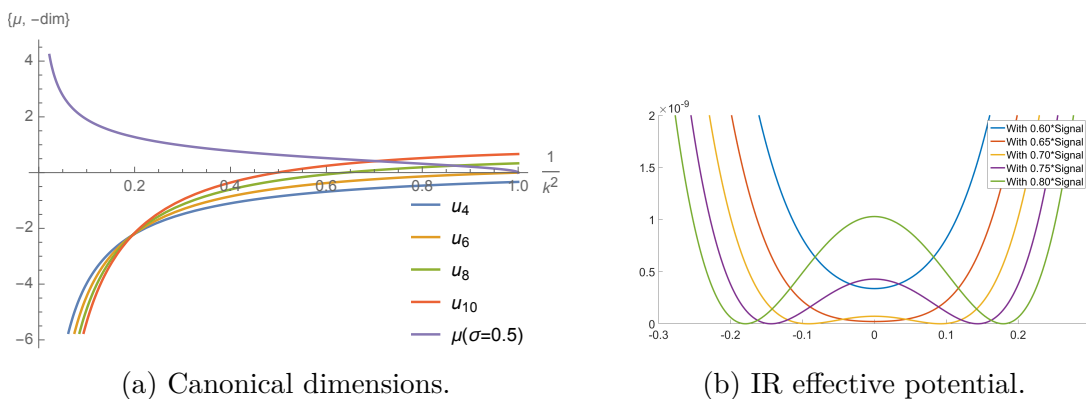 {μ, -dim}
4
2
-2
-4
-6
0.2
0.4
0.6
0.8
1.0
1
k²
u₄
u₆
u₈
u₁₀
μ(σ=0.5)
(a) Canonical dimensions.
2
×10⁻⁹
1.5
1
0.5
0
-0.3
-0.2
-0.1
0
0.1
0.2
With 0.60*Signal
With 0.65*Signal
With 0.70*Signal
With 0.75*Signal
With 0.80*Signal
(b) IR effective potential.